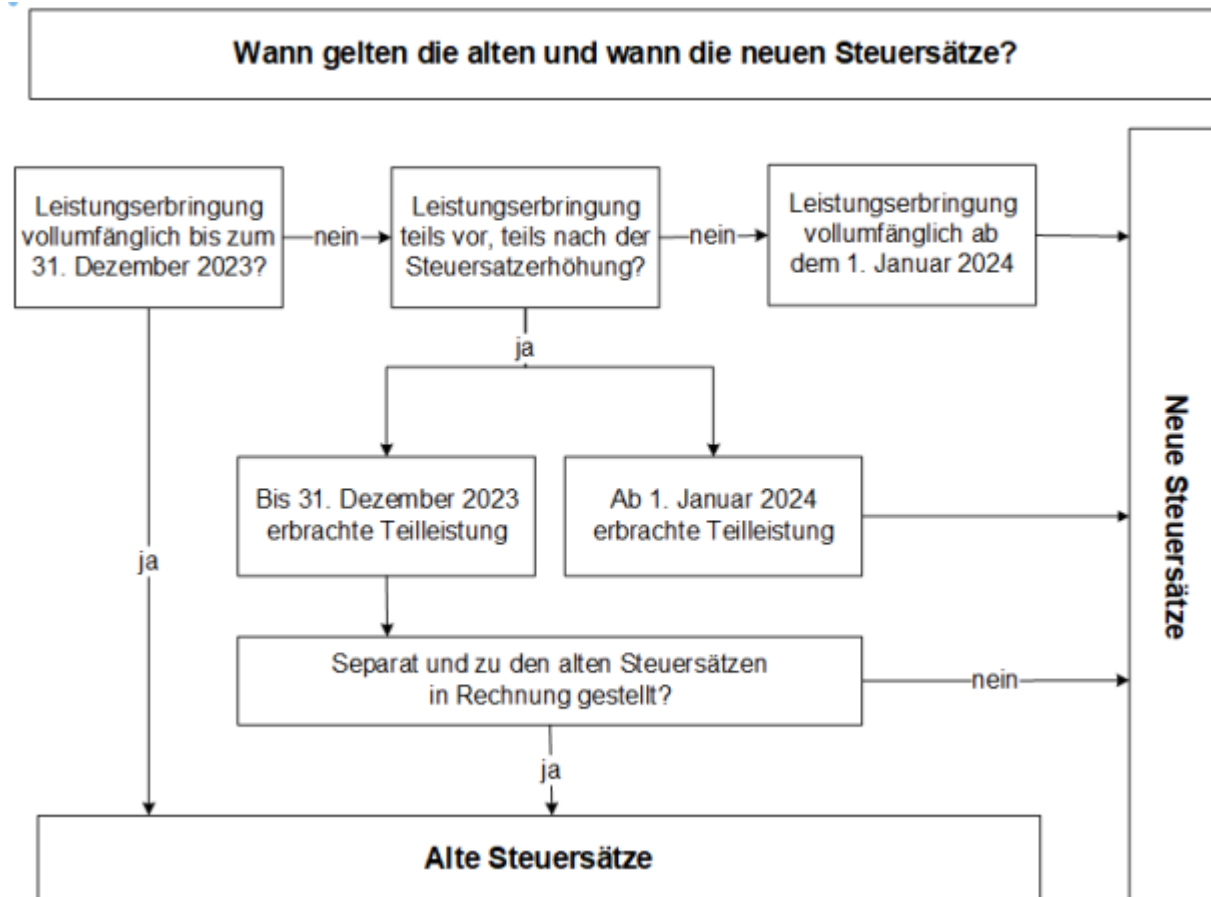 Wann gelten die alten und wann die neuen Steuersätze?
Leistungserbringung
vollumfänglich bis zum
31. Dezember 2023?
nein
Leistungserbringung
teils vor, teils nach der
Steuersatzerhöhung?
nein
Leistungserbringung
vollumfänglich ab
dem 1. Januar 2024
ja
Bis 31. Dezember 2023
erbrachte Teilleistung
Ab 1. Januar 2024
erbrachte Teilleistung
ja
Separat und zu den alten Steuersätzen
in Rechnung gestellt?
nein
ja
Alte Steuersätze
Neue Steuersätze